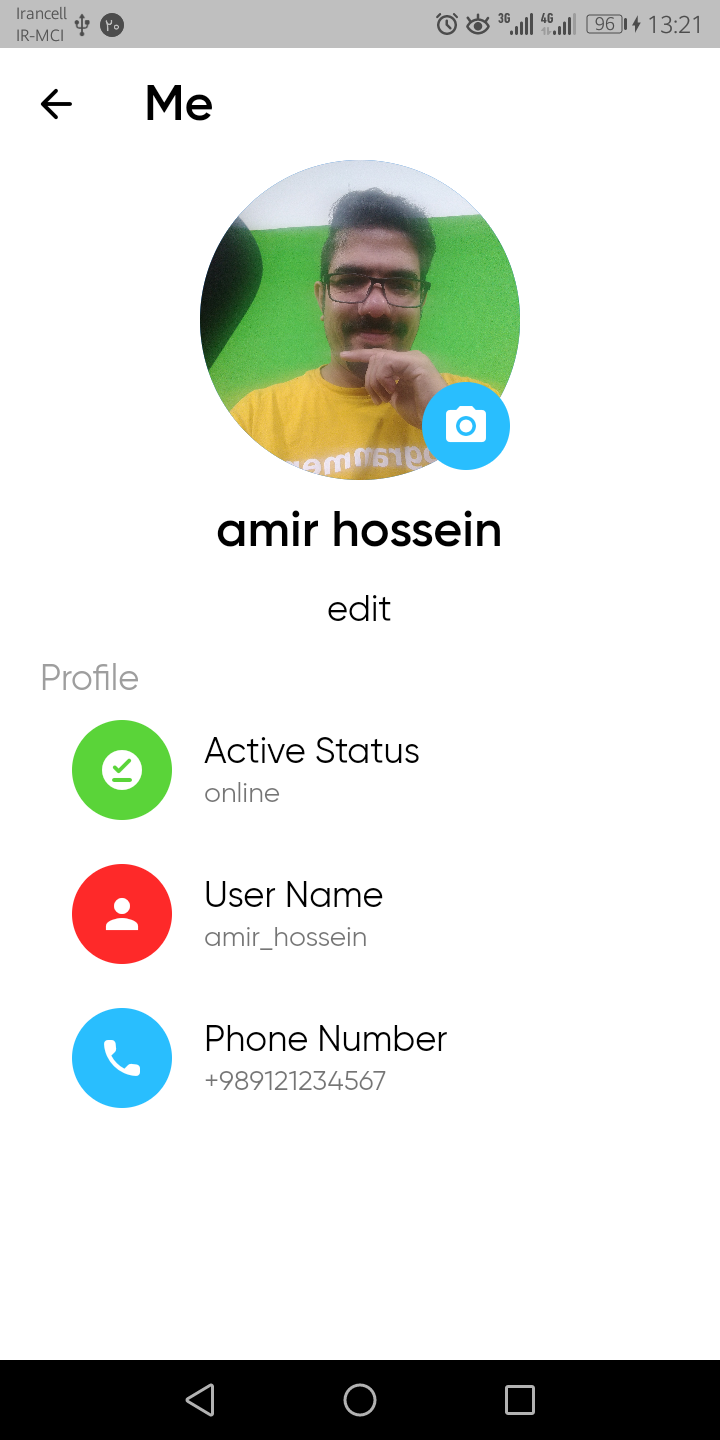 Irancell
IR-MCI
۲۰
3G
4G
96
13:21
Me
amir hossein
edit
Profile
Active Status
online
User Name
amir_hossein
Phone Number
+989121234567